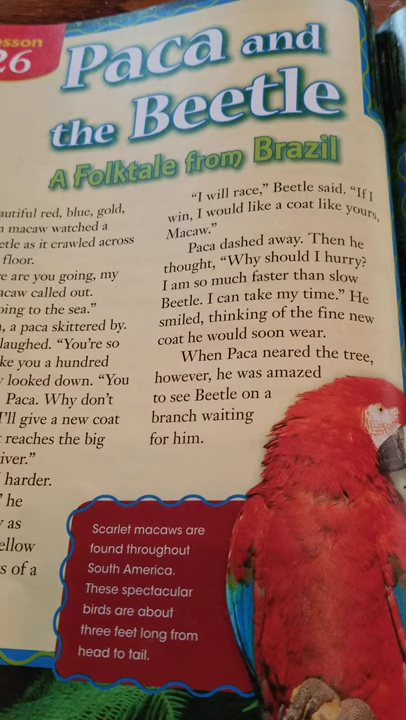 esson
26
Paca and
the Beetle
A Folktale from Brazil
autiful red, blue, gold,
macaw watched a
etle as it crawled across
floor.
e are you going, my
acaw called out.
oing to the sea."
, a paca skittered by.
laughed. "You're so
ke you a hundred
looked down. "You
Paca. Why don't
I'll give a new coat
reaches the big
iver."
harder.
" he
as
ellow
s of a
"I will race," Beetle said. "If I
win, I would like a coat like yours,
Macaw."
Paca dashed away. Then he
thought, "Why should I hurry?
I am so much faster than slow
Beetle. I can take my time." He
smiled, thinking of the fine new
coat he would soon wear.
When Paca neared the tree,
however, he was amazed
to see Beetle on a
branch waiting
for him.
Scarlet macaws are
found throughout
South America.
These spectacular
birds are about
three feet long from
head to tail.